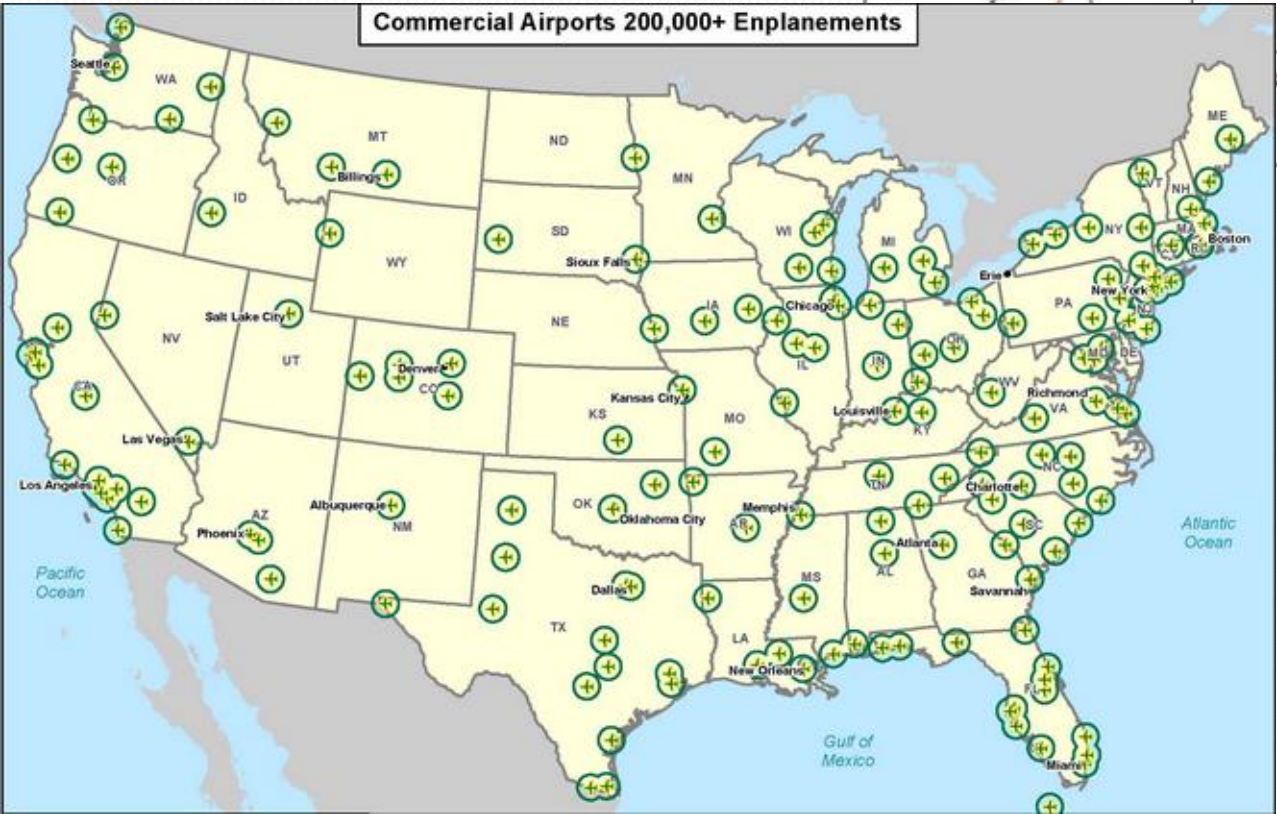 Commercial Airports 200,000+ Enplanements
Seattle
WA
MT
ND
MN
ME
OR
Billings
ID
SD
WI
MI
VT
NH
NY
MA
Boston
RI
CT
WY
Sioux Falls
Erie
New York
PA
NJ
IA
Chicago
Salt Lake City
NE
NV
UT
Denver
CO
IL
IN
OH
MD
DE
WV
CA
Kansas City
KS
MO
Louisville
KY
Richmond
VA
Las Vegas
Los Angeles
Albuquerque
NM
OK
Oklahoma City
AR
Memphis
TN
Charlotte
NC
SC
AZ
Phoenix
Atlanta
Atlantic
Ocean
Pacific
Ocean
Dallas
MS
AL
GA
Savannah
TX
LA
New Orleans
FL
Gulf of
Mexico
Miami